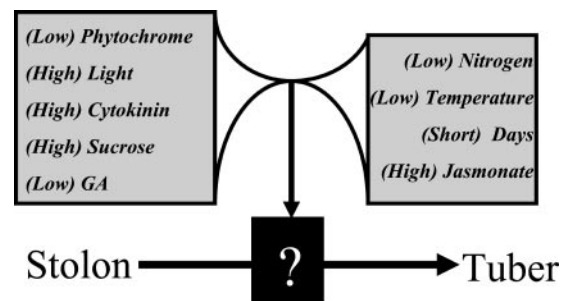 (Low) Phytochrome
(High) Light
(High) Cytokinin
(High) Sucrose
(Low) GA
(Low) Nitrogen
(Low) Temperature
(Short) Days
(High) Jasmonate
Stolon ? Tuber